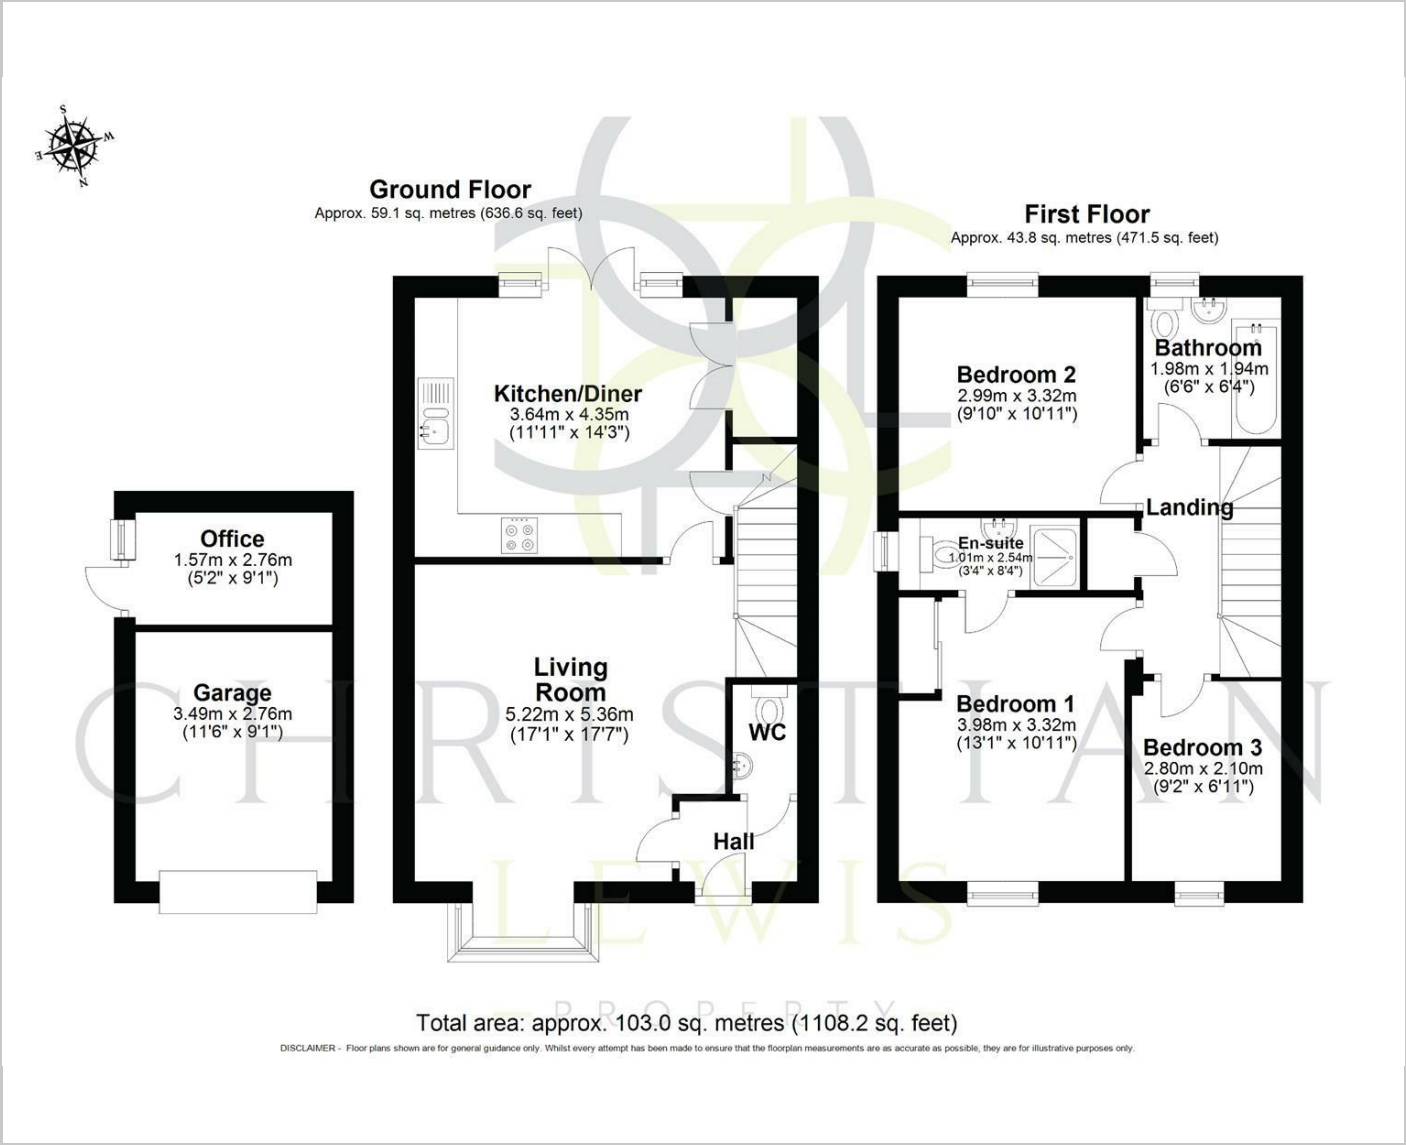 S
W
E
N
Ground Floor
Approx. 59.1 sq. metres (636.6 sq. feet)
First Floor
Approx. 43.8 sq. metres (471.5 sq. feet)
Kitchen/Diner
3.64m x 4.35m
(11'11" x 14'3")
Bedroom 2
2.99m x 3.32m
(9'10" x 10'11")
Bathroom
1.98m x 1.94m
(6'6" x 6'4")
Landing
Office
1.57m x 2.76m
(5'2" x 9'1")
En-suite
1.01m x 2.54m
(3'4" x 8'4")
Garage
3.49m x 2.76m
(11'6" x 9'1")
Living
Room
5.22m x 5.36m
(17'1" x 17'7")
WC
Hall
Bedroom 1
3.98m x 3.32m
(13'1" x 10'11")
Bedroom 3
2.80m x 2.10m
(9'2" x 6'11")
CHRISTIAN
LEWIS
PROPERTY
Total area: approx. 103.0 sq. metres (1108.2 sq. feet)
DISCLAIMER - Floor plans shown are for general guidance only. Whilst every attempt has been made to ensure that the floorplan measurements are as accurate as possible, they are for illustrative purposes only.